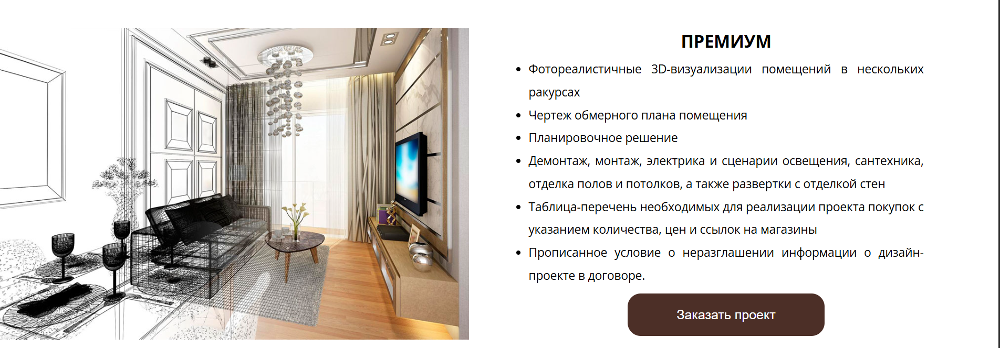 ПРЕМИУМ
• Фотореалистичные 3D-визуализации помещений в нескольких
ракурсах
• Чертеж обмерного плана помещения
• Планировочное решение
• Демонтаж, монтаж, электрика и сценарии освещения, сантехника,
отделка полов и потолков, а также развертки с отделкой стен
• Таблица-перечень необходимых для реализации проекта покупок с
указанием количества, цен и ссылок на магазины
• Прописанное условие о неразглашении информации о дизайн-
проекте в договоре.
Заказать проект